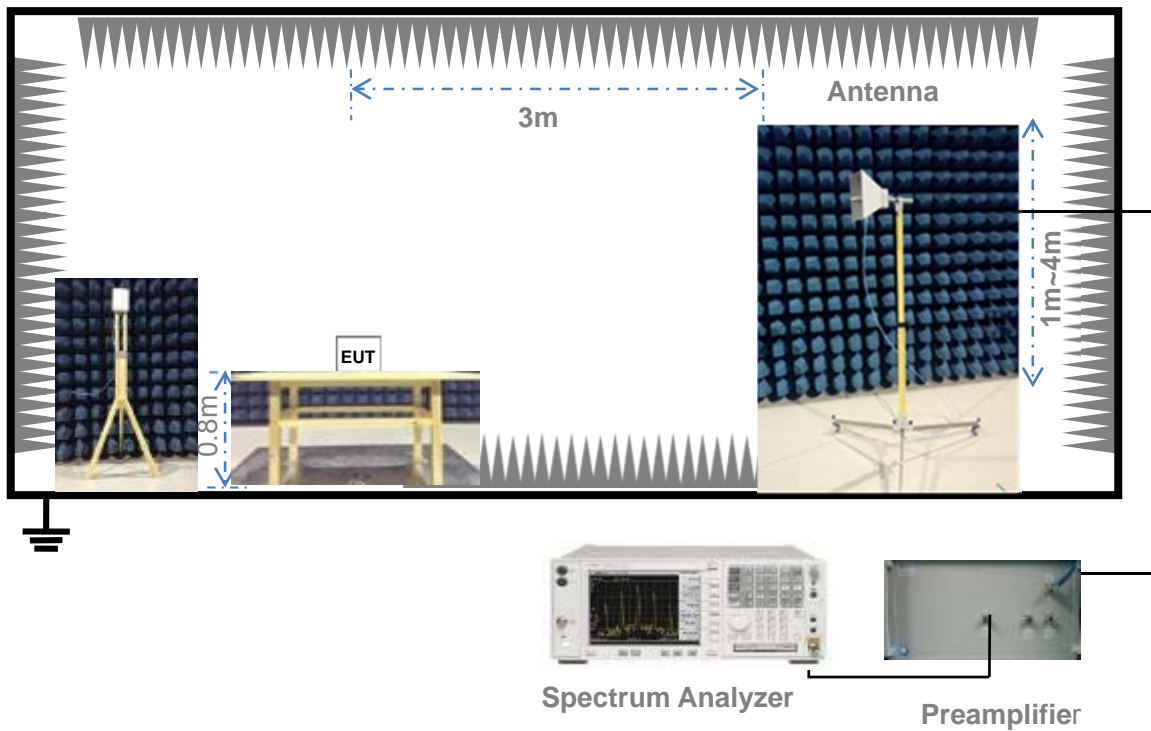 Antenna
3m
1m~4m
EUT
0.8m
Spectrum Analyzer
Preamplifier